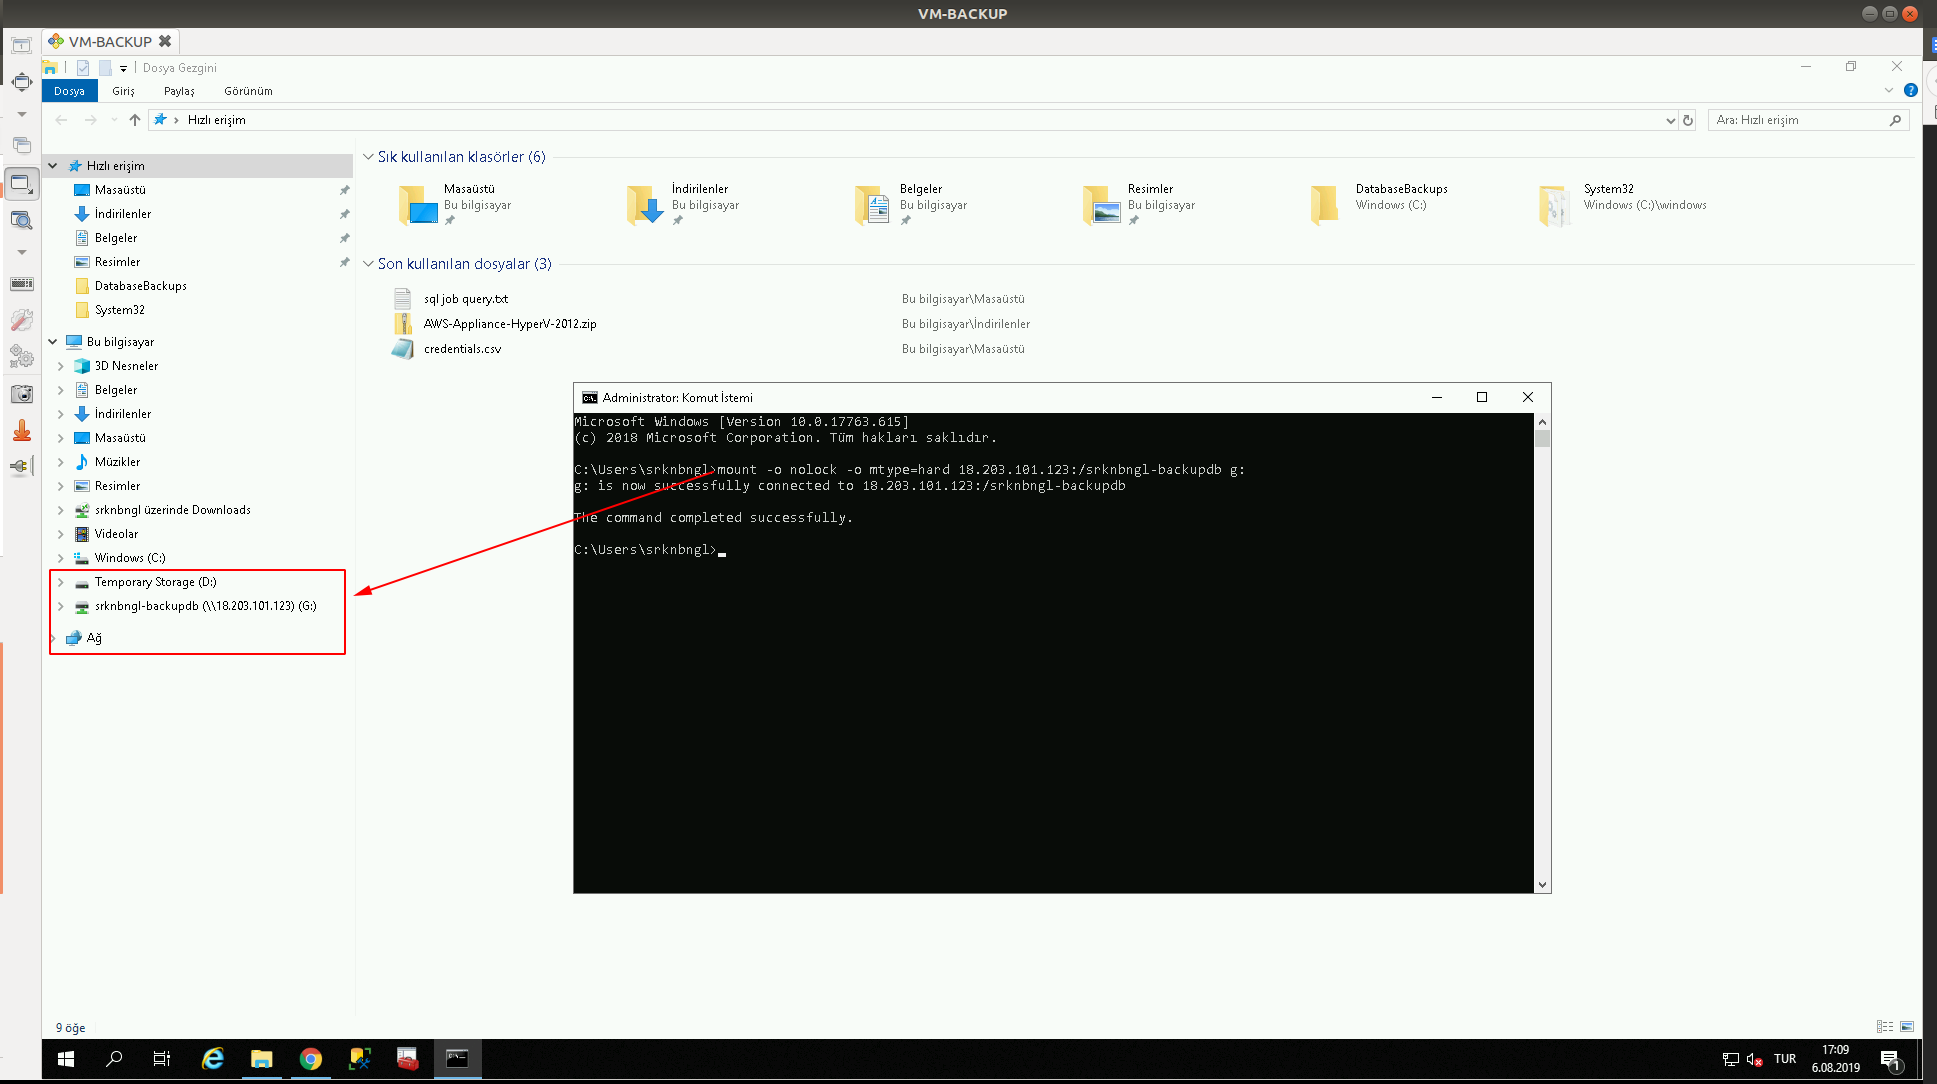 VM-BACKUP
VM-BACKUP
Dosya Gezgini
Dosya Giriş Paylaş Görünüm
Hızlı erişim
Ara: Hızlı erişim
Hızlı erişim
Masaüstü
İndirilenler
Belgeler
Resimler
DatabaseBackups
System32
Bu bilgisayar
3D Nesneler
Belgeler
İndirilenler
Masaüstü
Müzikler
Resimler
srknbngl üzerinde Downloads
Videolar
Windows (C:)
Temporary Storage (D:)
srknbngl-backupdb (\\18.203.101.123) (G:)
Ağ
Sık kullanılan klasörler (6)
Masaüstü
Bu bilgisayar
İndirilenler
Bu bilgisayar
Belgeler
Bu bilgisayar
Resimler
Bu bilgisayar
DatabaseBackups
Windows (C:)
System32
Windows (C:)\windows
Son kullanılan dosyalar (3)
sql job query.txt Bu bilgisayar\Masaüstü
AWS-Appliance-HyperV-2012.zip Bu bilgisayar\İndirilenler
credentials.csv Bu bilgisayar\Masaüstü
Administrator: Komut İstemi
Microsoft Windows [Version 10.0.17763.615]
(c) 2018 Microsoft Corporation. Tüm hakları saklıdır.
C:\Users\srknbngl>mount -o nolock -o mtype=hard 18.203.101.123:/srknbngl-backupdb g:
g: is now successfully connected to 18.203.101.123:/srknbngl-backupdb
The command completed successfully.
C:\Users\srknbngl>
9 öğe
TUR
17:09
6.08.2019
1